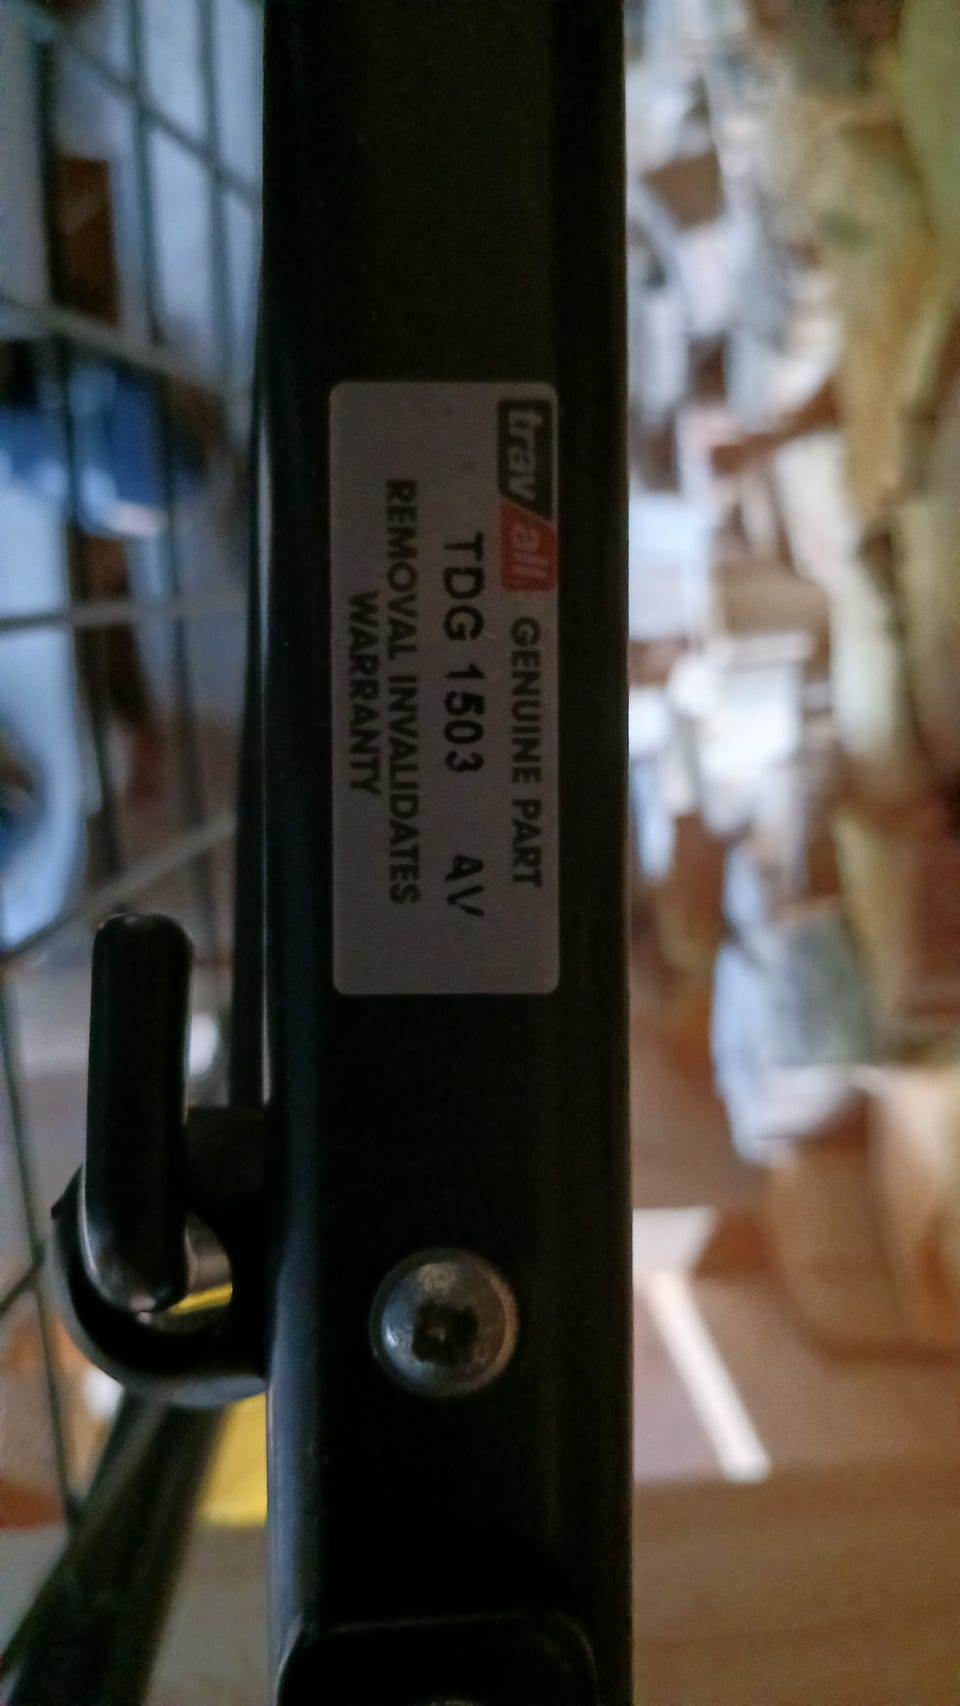 trav/all GENUINE PART
TDG 1503 AV
REMOVAL INVALIDATES
WARRANTY